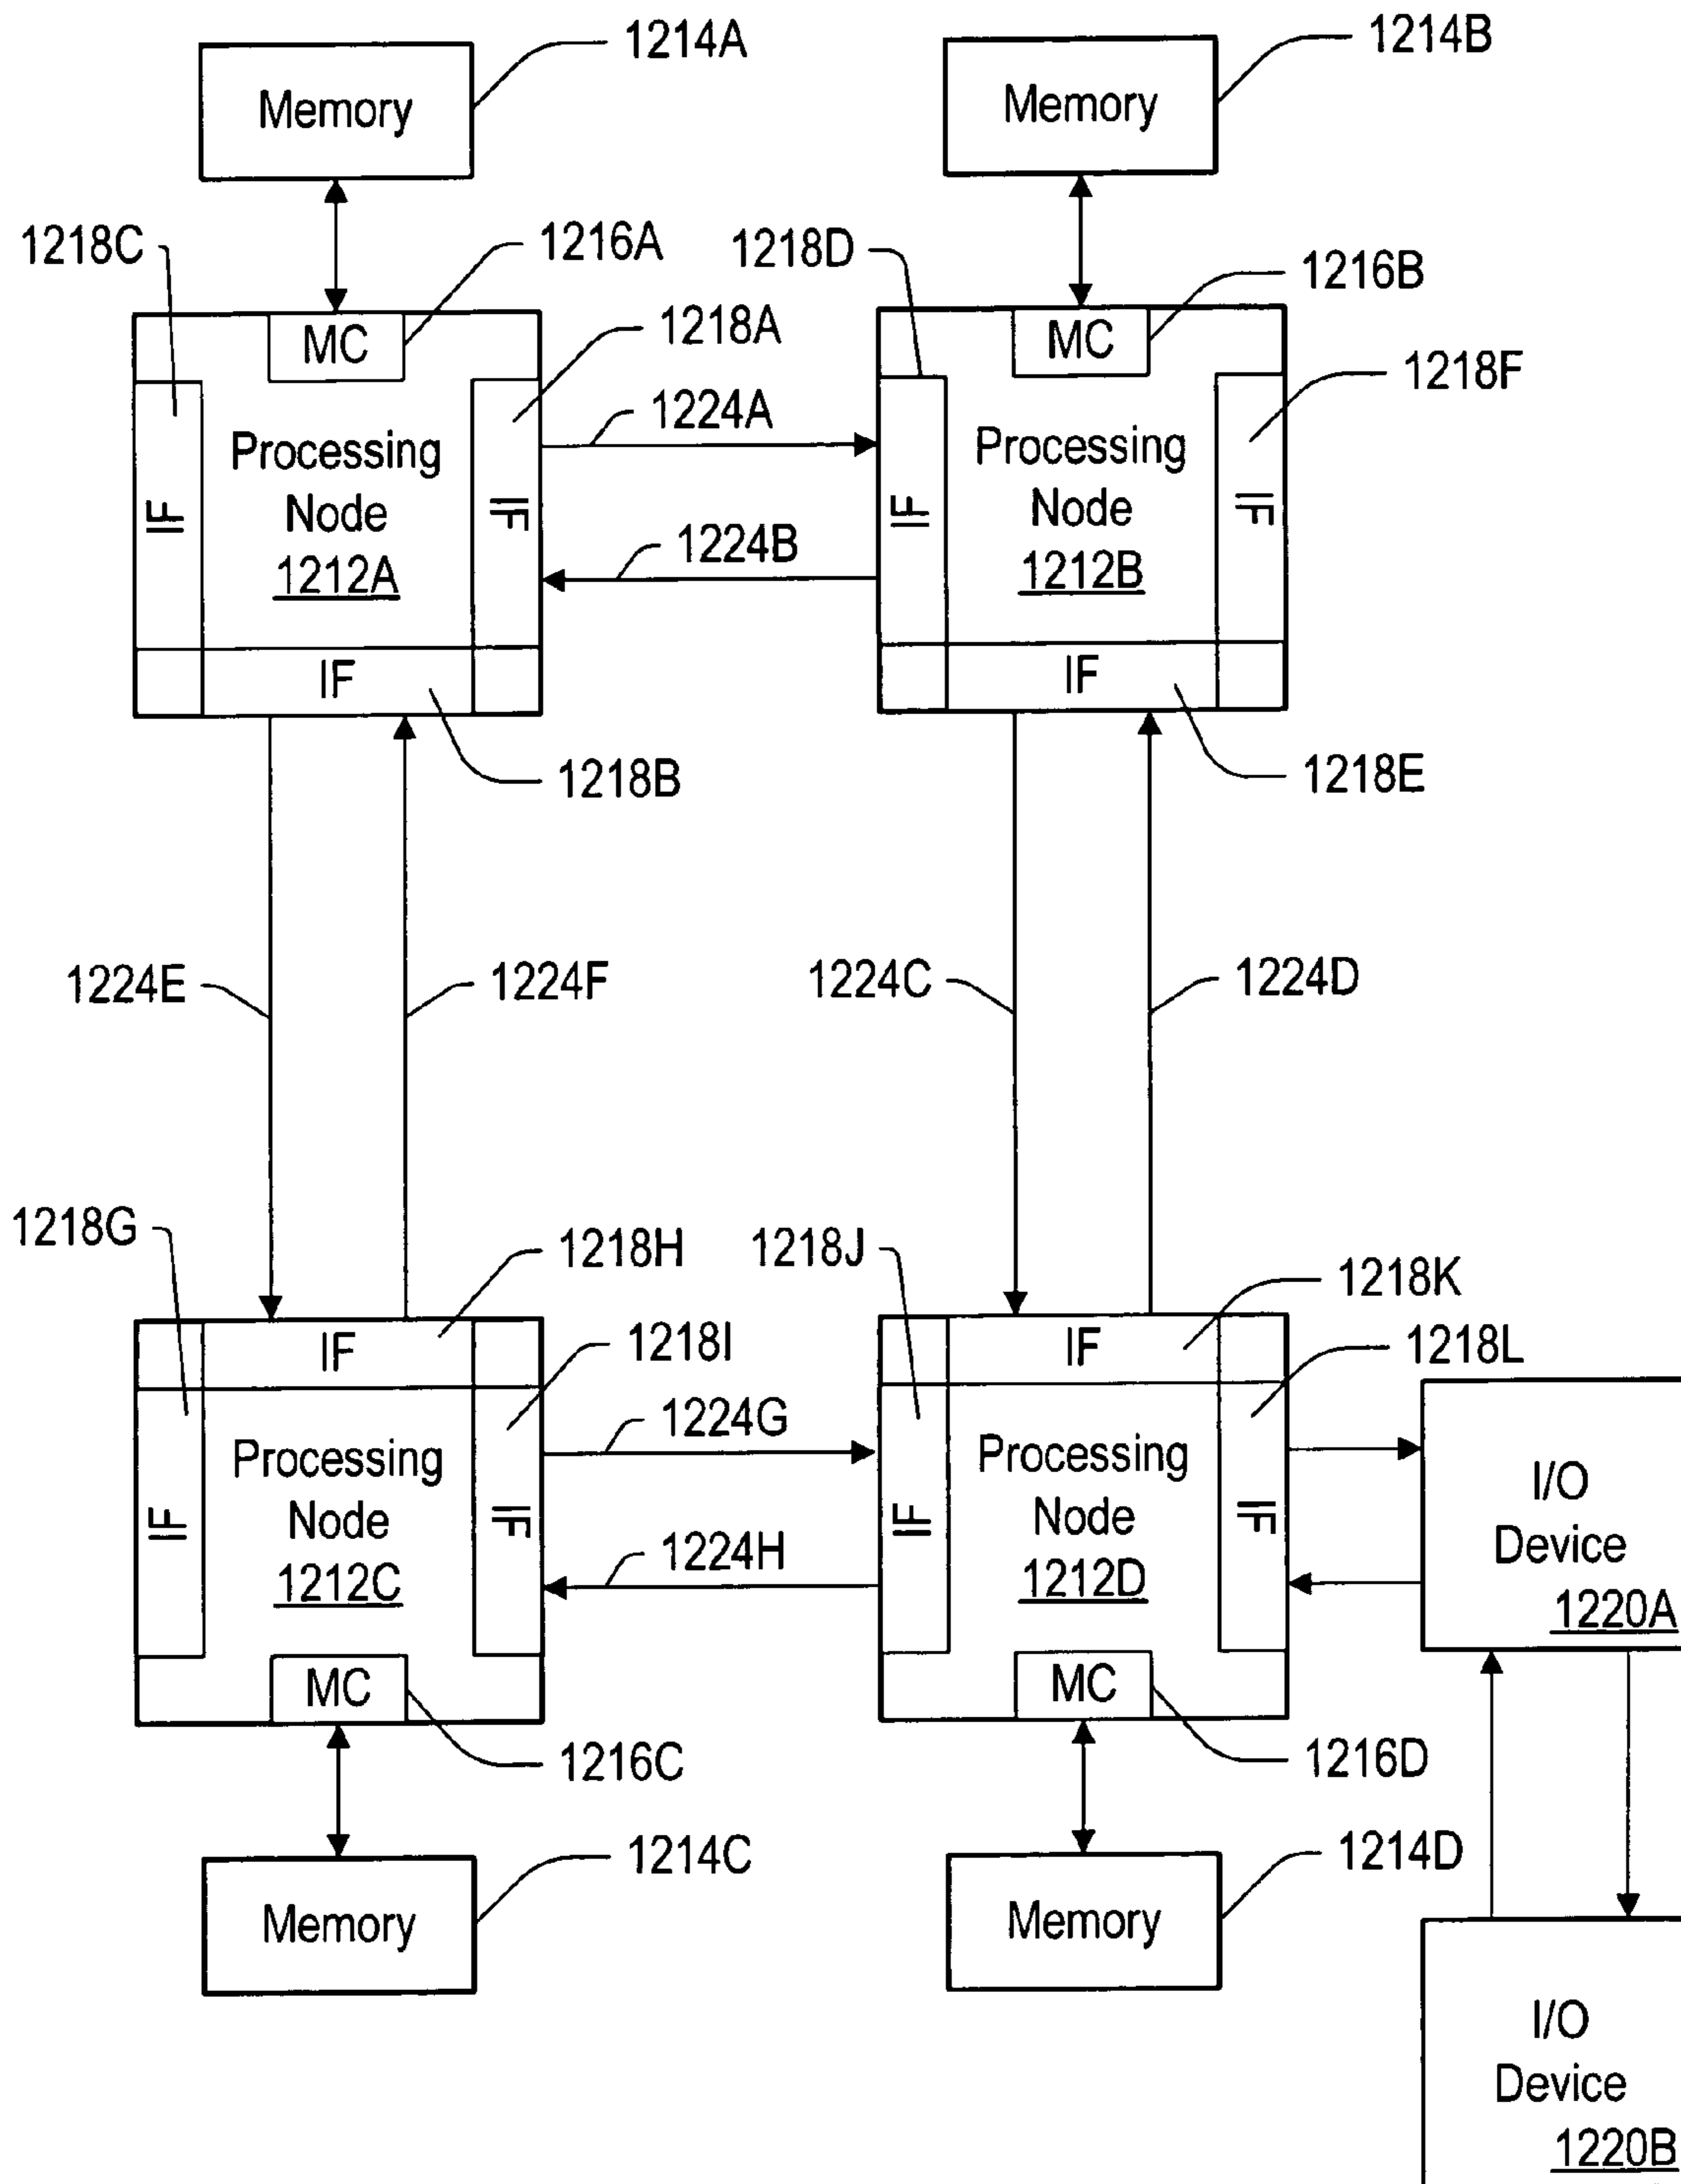 1214A
1214B
Memory
Memory
1218C
1216A
1218D
1216B
1218A
1218F
MC
MC
1224A
Processing
Node
1212A
IF
IF
IF
Processing
Node
1212B
IF
IF
IF
1224B
1218B
1218E
1224E
1224F
1224C
1224D
1218G
1218H
1218J
1218K
1218I
1218L
IF
IF
1224G
Processing
Node
1212C
IF
IF
Processing
Node
1212D
IF
IF
1224H
I/O
Device
1220A
MC
MC
1216C
1216D
1214C
1214D
Memory
Memory
I/O
Device
1220B